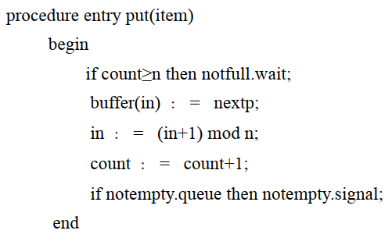 procedure entry put(item)
begin
if count≥n then notfull.wait;
buffer(in) := nextp;
in := (in+1) mod n;
count := count+1;
if notempty.queue then notempty.signal;
end